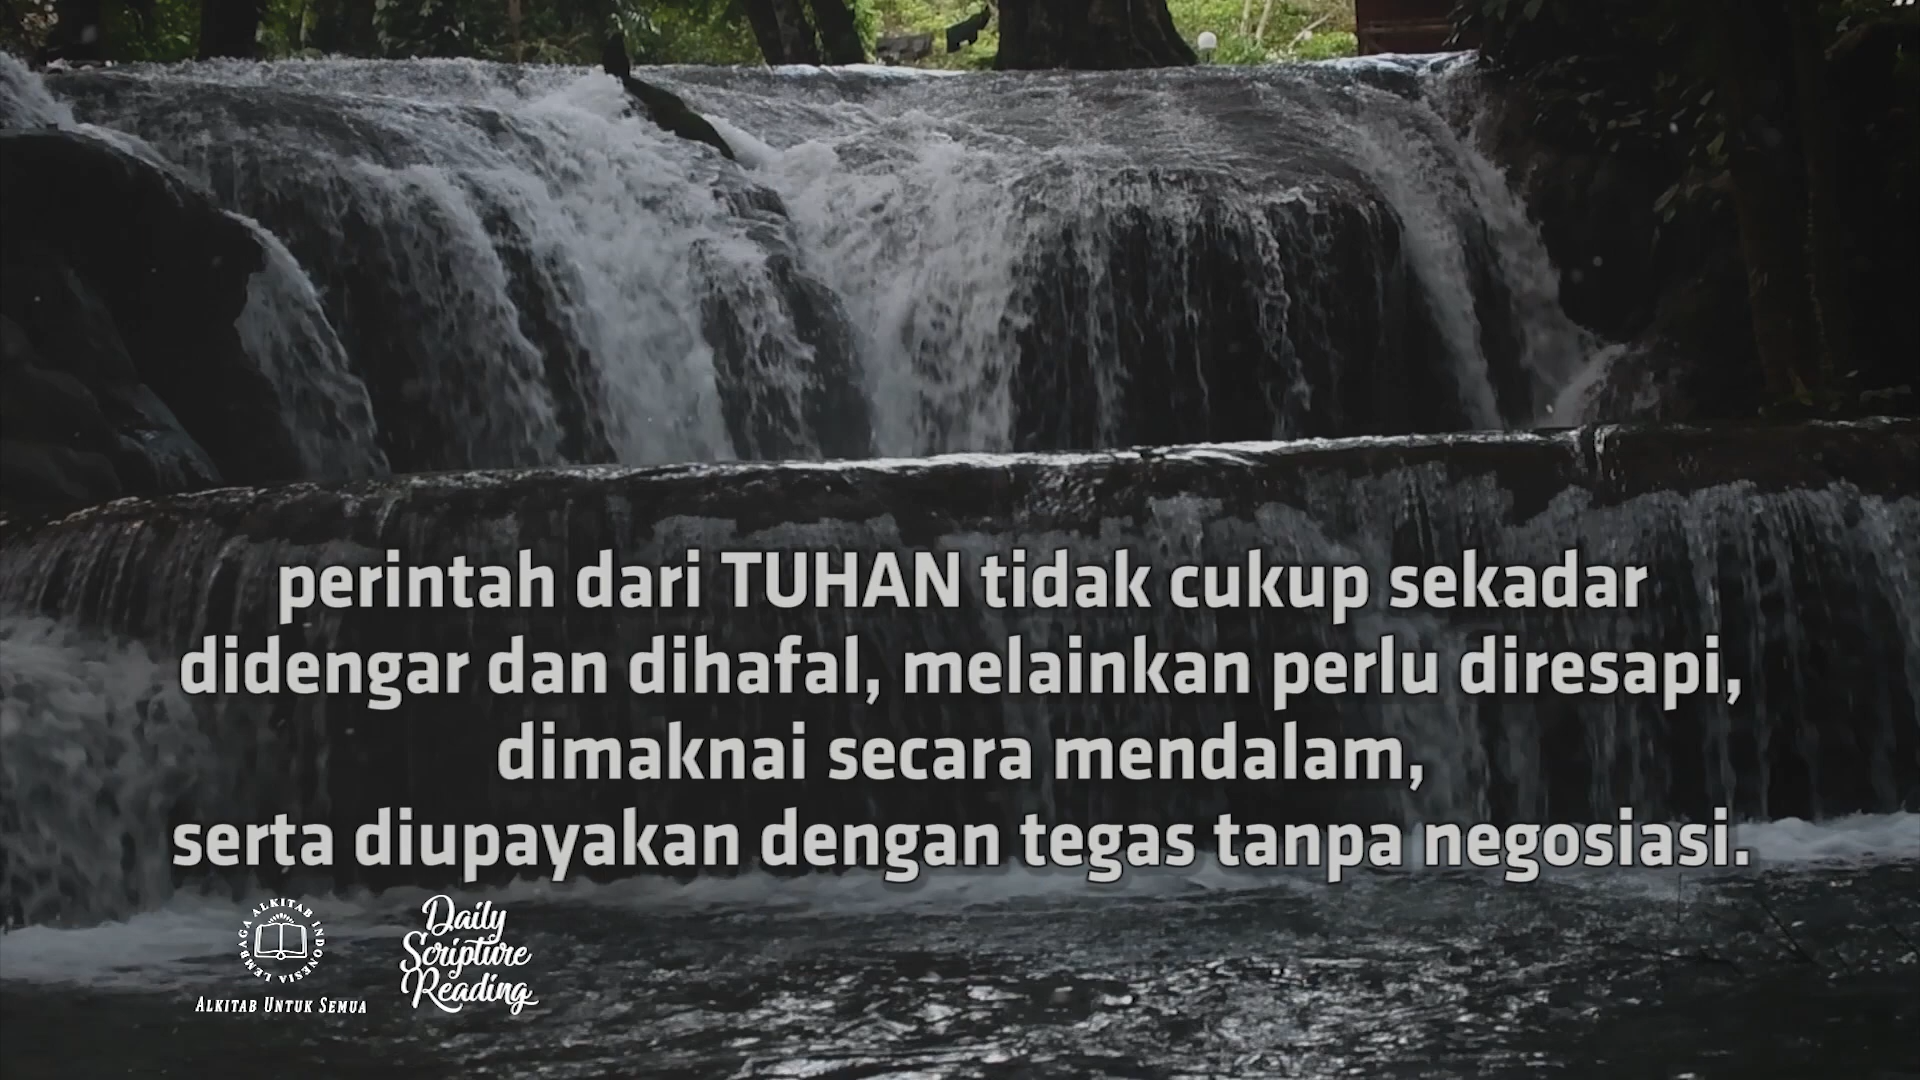 perintah dari TUHAN tidak cukup sekadar
didengar dan dihafal, melainkan perlu diresapi,
dimaknai secara mendalam,
serta diupayakan dengan tegas tanpa negosiasi.
LEMBAGA ALKITAB INDONESIA
ALKITAB UNTUK SEMUA
Daily
Scripture
Reading